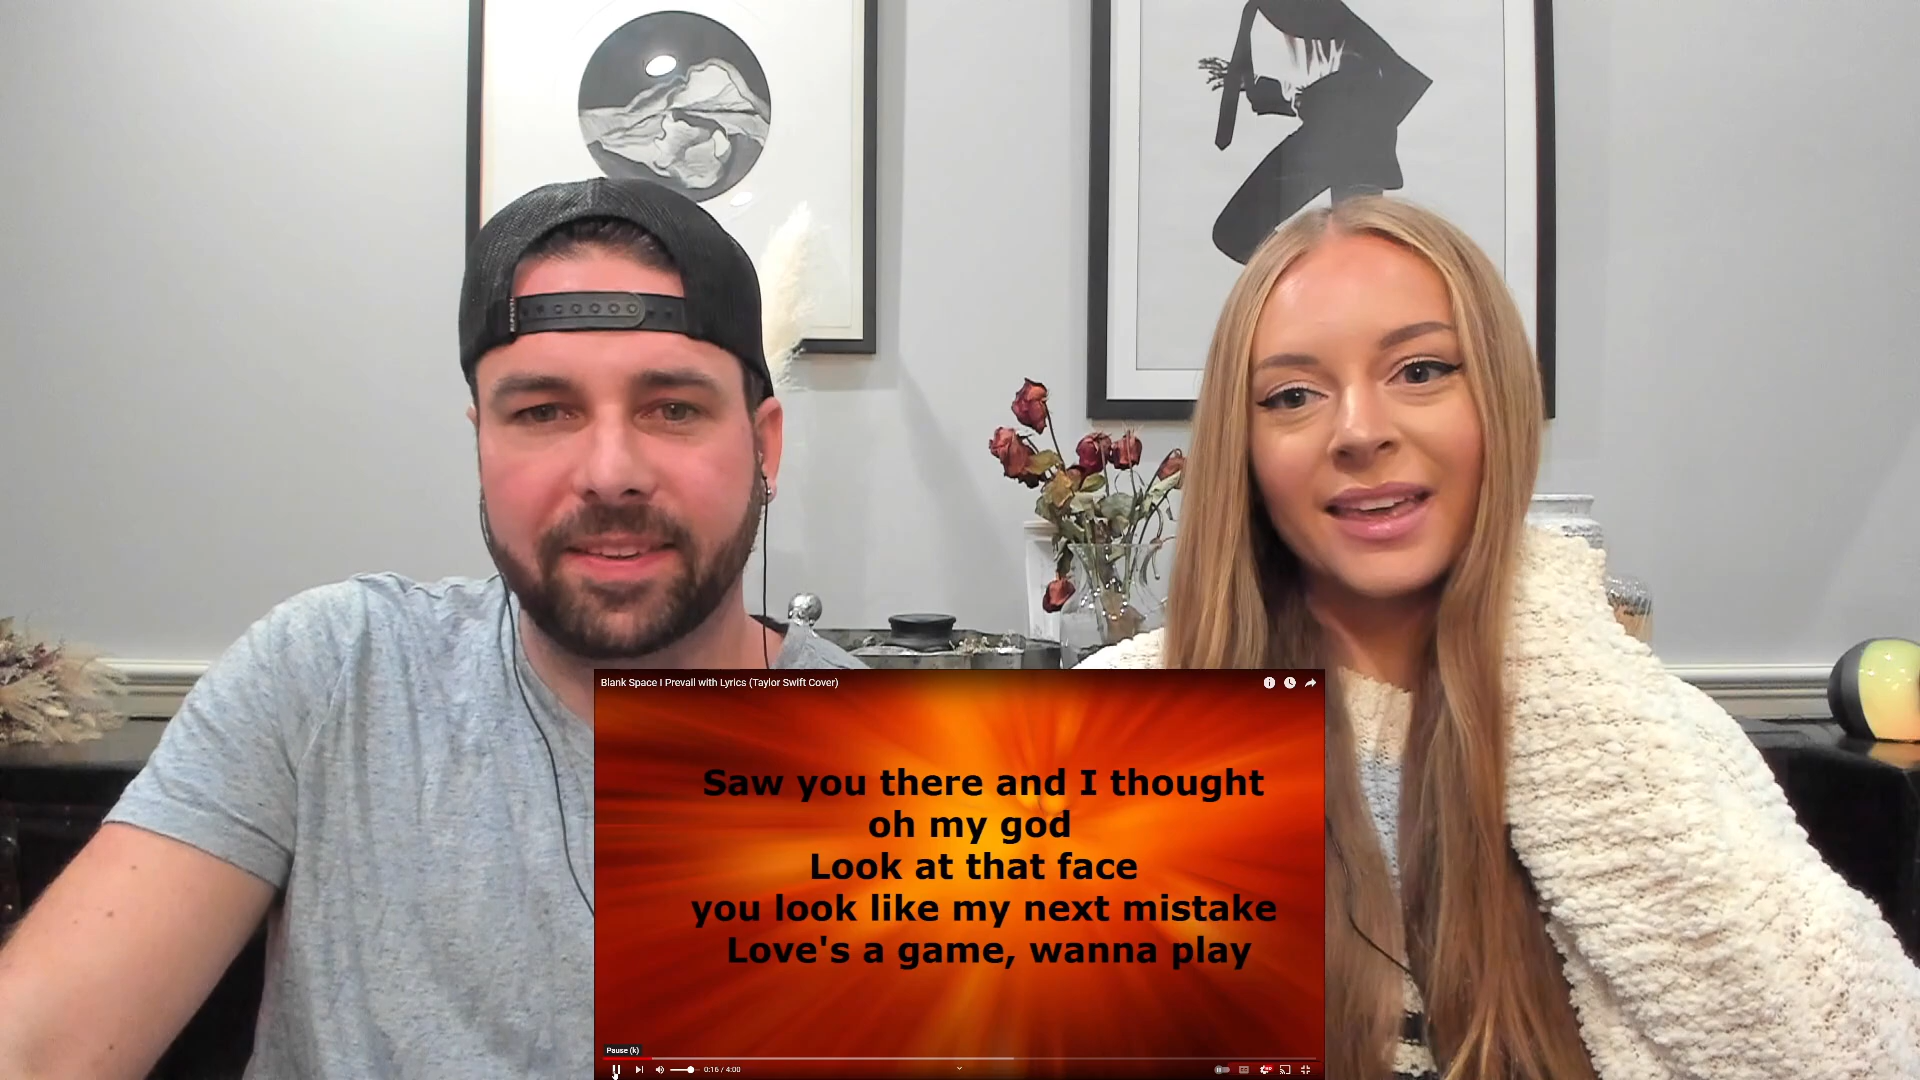 Blank Space I Prevail with Lyrics (Taylor Swift Cover)
Saw you there and I thought
oh my god
Look at that face
you look like my next mistake
Love's a game, wanna play
Pause (k)
0:16 / 4:00